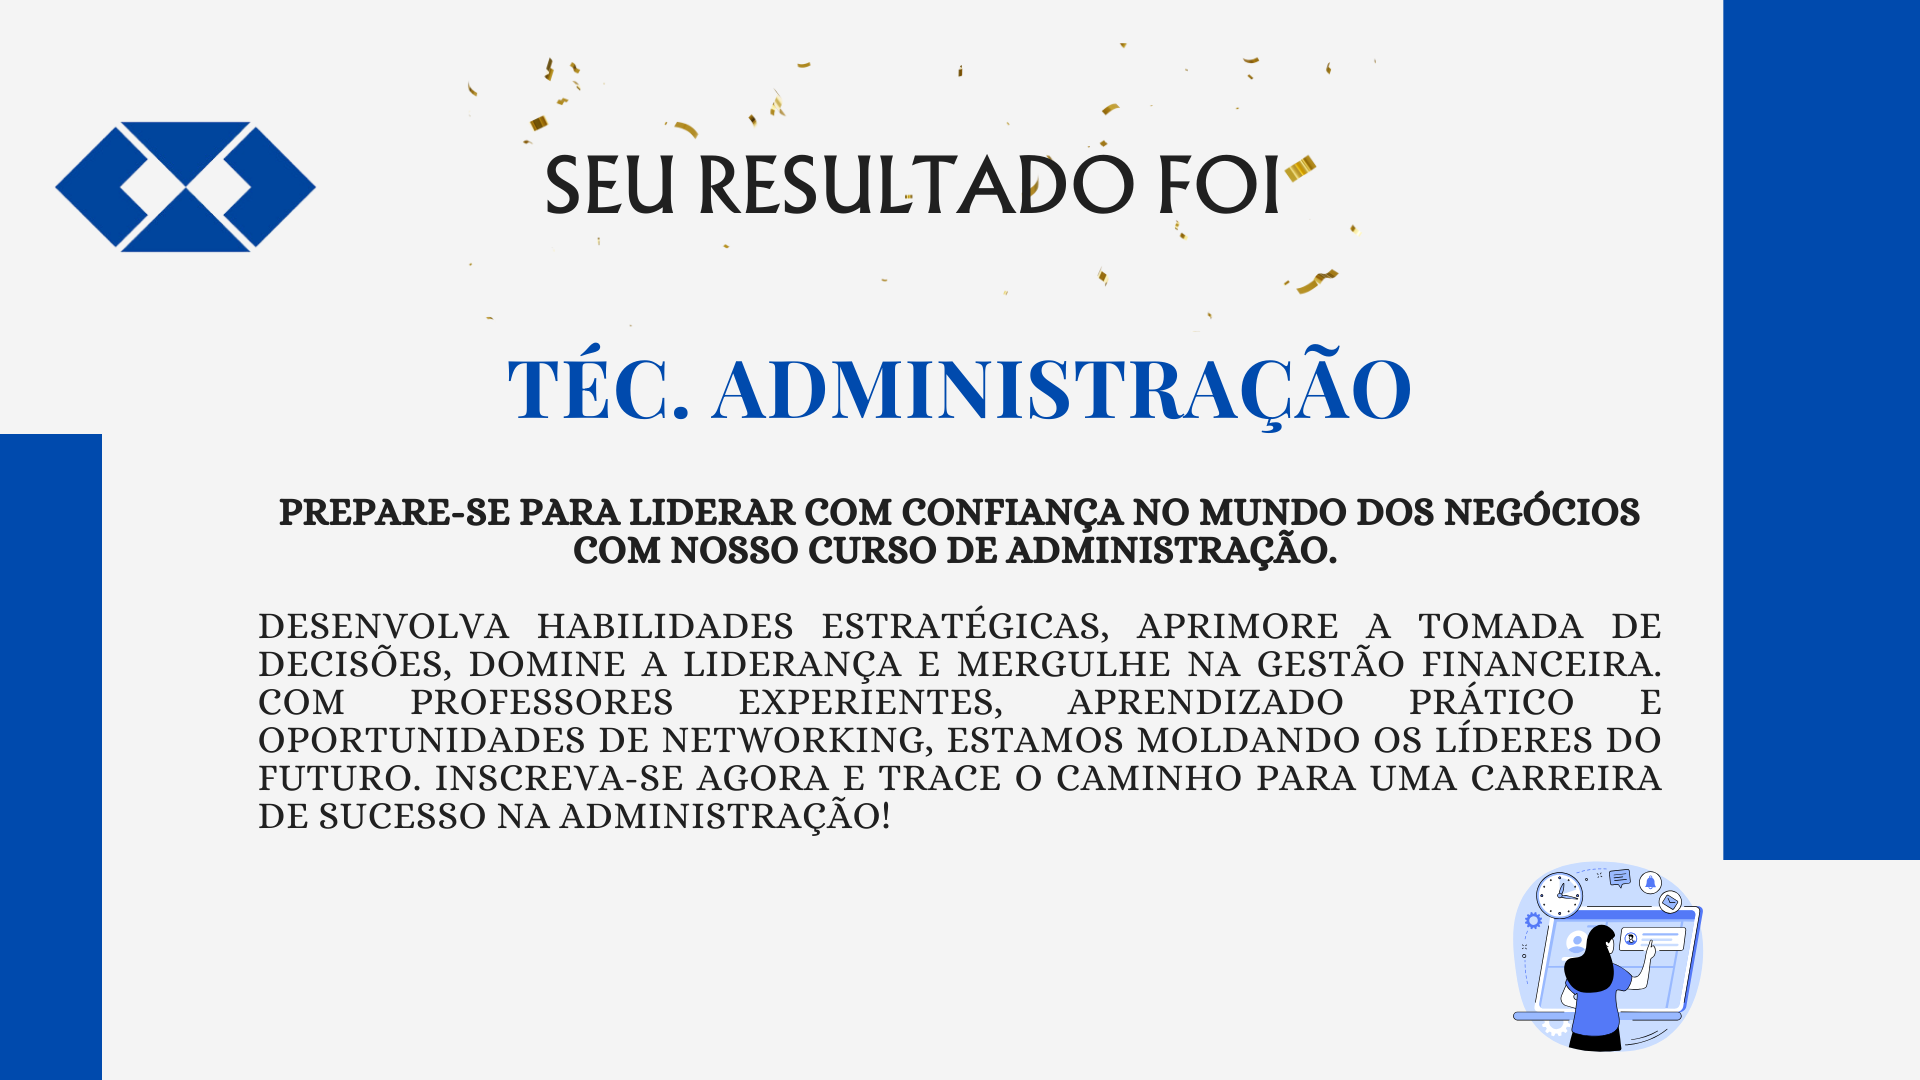 SEU RESULTADO FOI
TÉC. ADMINISTRAÇÃO
PREPARE-SE PARA LIDERAR COM CONFIANÇA NO MUNDO DOS NEGÓCIOS
COM NOSSO CURSO DE ADMINISTRAÇÃO.
DESENVOLVA HABILIDADES ESTRATÉGICAS, APRIMORE A TOMADA DE
DECISÕES, DOMINE A LIDERANÇA E MERGULHE NA GESTÃO FINANCEIRA.
COM PROFESSORES EXPERIENTES, APRENDIZADO PRÁTICO E
OPORTUNIDADES DE NETWORKING, ESTAMOS MOLDANDO OS LÍDERES DO
FUTURO. INSCREVA-SE AGORA E TRACE O CAMINHO PARA UMA CARREIRA
DE SUCESSO NA ADMINISTRAÇÃO!